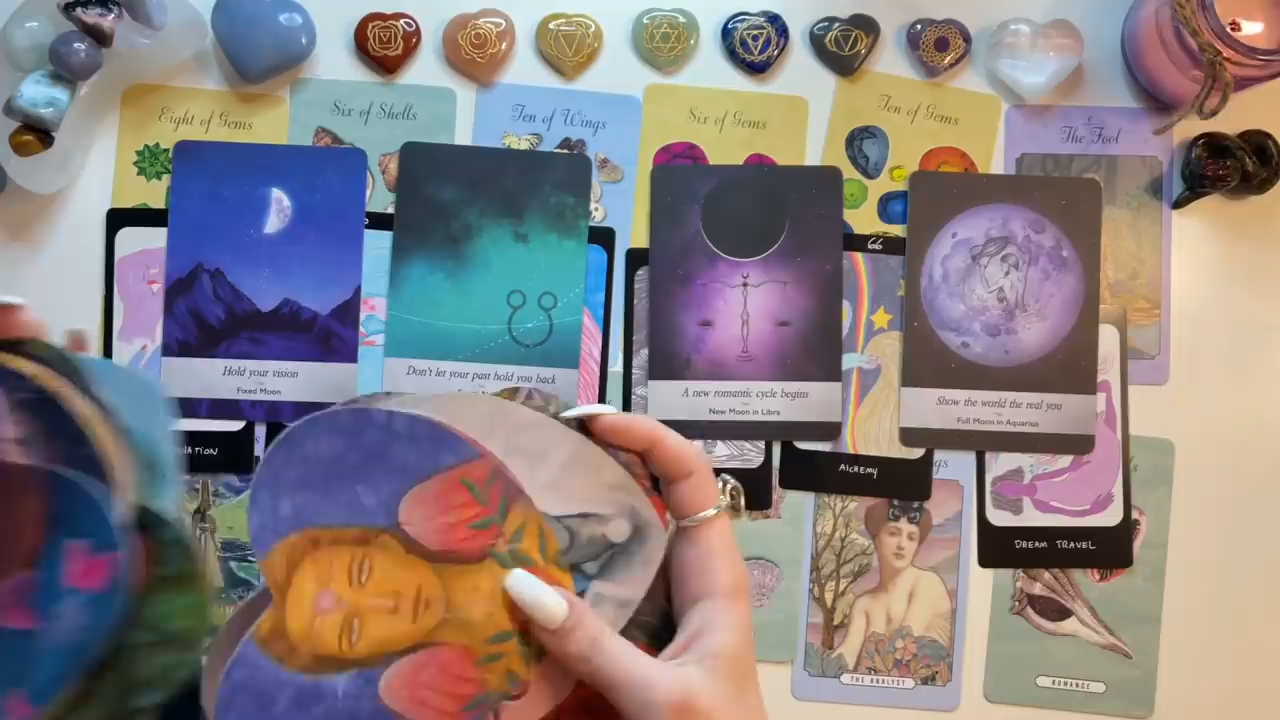 Eight of Gems
Six of Shells
Ten of Wings
Six of Gems
Ten of Gems
The Fool
66
Hold your vision
Fixed Moon
Don't let your past hold you back
A new romantic cycle begins
New Moon in Libra
Show the world the real you
Full Moon in Aquarius
ALCHEMY
DREAM TRAVEL
THE ANALYST
ROMANCE